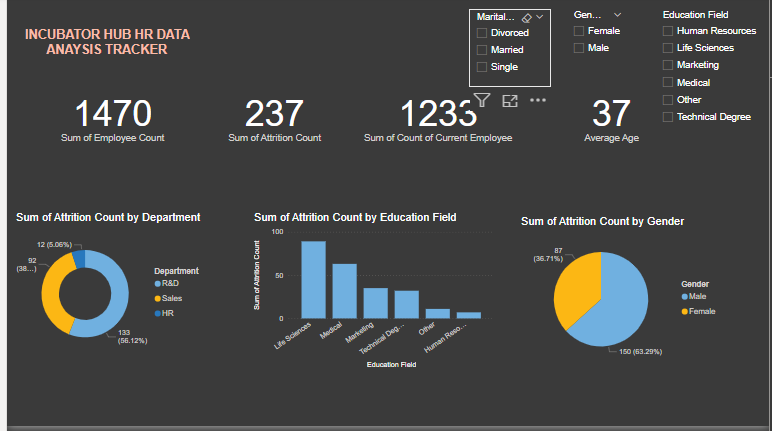 INCUBATOR HUB HR DATA
ANAYSIS TRACKER
Marital...
Divorced
Married
Single
Gen...
Female
Male
Education Field
Human Resources
Life Sciences
Marketing
Medical
Other
Technical Degree
1470
Sum of Employee Count
237
Sum of Attrition Count
1233
Sum of Count of Current Employee
37
Average Age
Sum of Attrition Count by Department
12 (5.06%)
92
(38...)
133
(56.12%)
Department
R&D
Sales
HR
Sum of Attrition Count by Education Field
Sum of Attrition Count
100
50
0
Life Sciences
Medical
Marketing
Technical Deg...
Other
Human Reso...
Education Field
Sum of Attrition Count by Gender
87
(36.71%)
150 (63.29%)
Gender
Male
Female